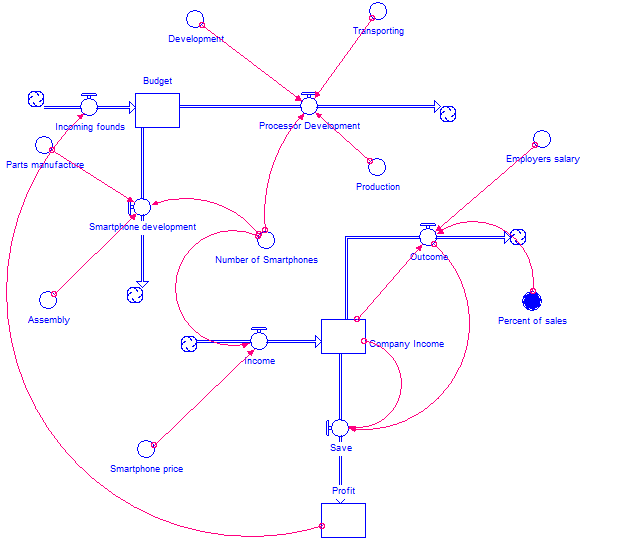 Development
Transporting
Budget
Incoming founds
Processor Development
Parts manufacture
Employers salary
Production
Smartphone development
Number of Smartphones
Outcome
Assembly
Percent of sales
Income
Company Income
Smartphone price
Save
Profit